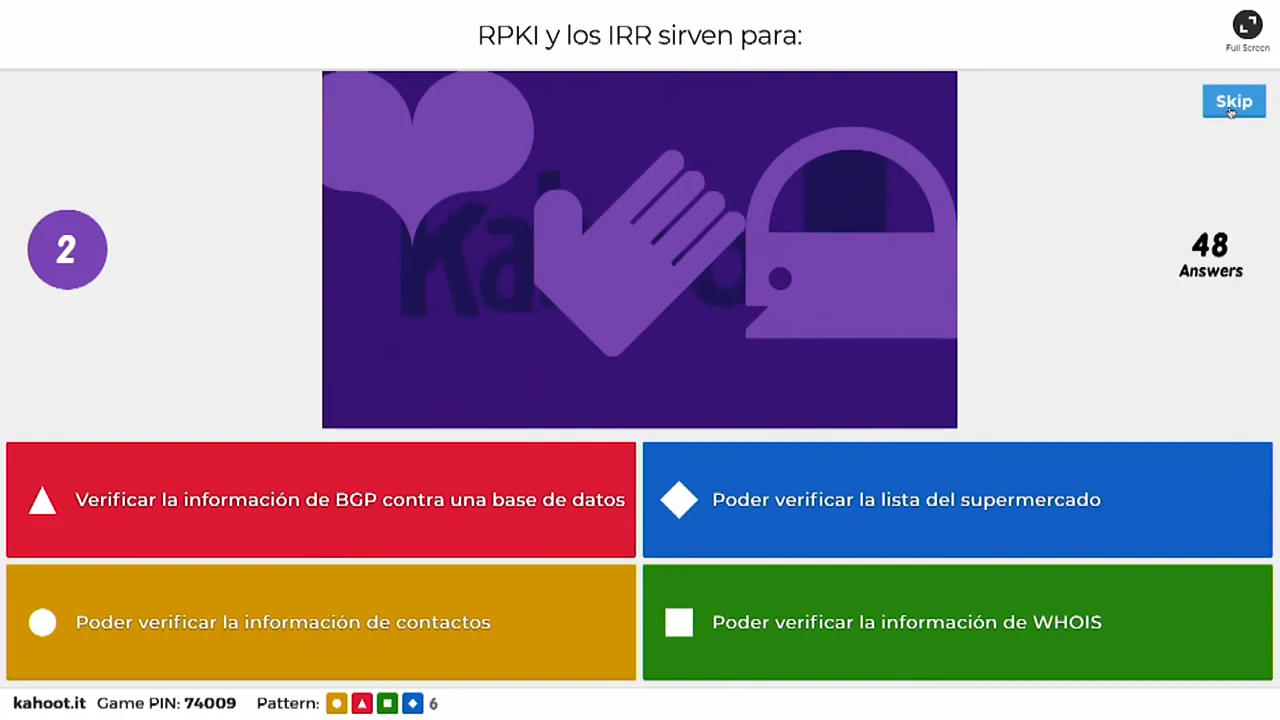 RPKI y los IRR sirven para:
Full Screen
Skip
2
48
Answers
Verificar la información de BGP contra una base de datos
Poder verificar la lista del supermercado
Poder verificar la información de contactos
Poder verificar la información de WHOIS
kahoot.it Game PIN: 74009 Pattern: 6